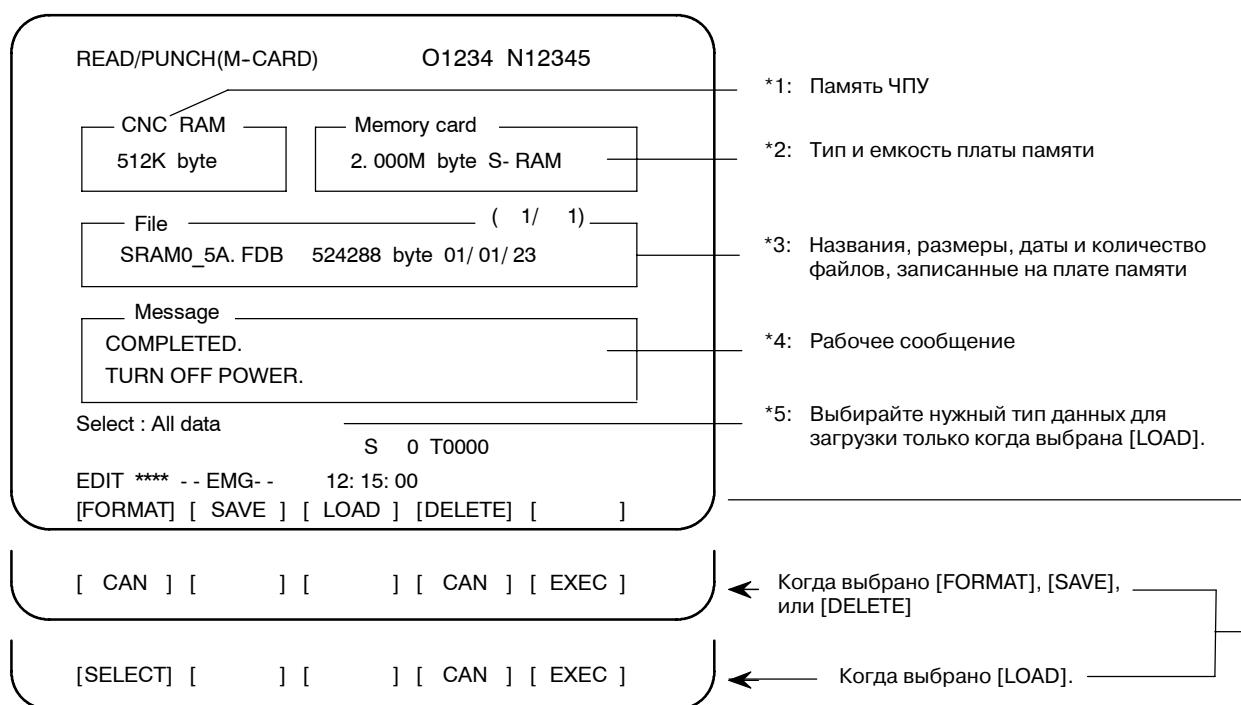 READ/PUNCH(M-CARD) O1234 N12345
*1: Память ЧПУ
CNC RAM
Memory card
512K byte
2. 000M byte S- RAM
*2: Тип и емкость платы памяти
File
( 1/ 1)
SRAM0_5A. FDB 524288 byte 01/ 01/ 23
*3: Названия, размеры, даты и количество
файлов, записанные на плате памяти
Message
COMPLETED.
TURN OFF POWER.
*4: Рабочее сообщение
Select : All data
*5: Выбирайте нужный тип данных для
загрузки только когда выбрана [LOAD].
S 0 T0000
EDIT **** - - EMG- - 12: 15: 00
[FORMAT] [ SAVE ] [ LOAD ] [DELETE] [ ]
[ CAN ] [ ] [ ] [ CAN ] [ EXEC ]
Когда выбрано [FORMAT], [SAVE],
или [DELETE]
[SELECT] [ ] [ ] [ CAN ] [ EXEC ]
Когда выбрано [LOAD].